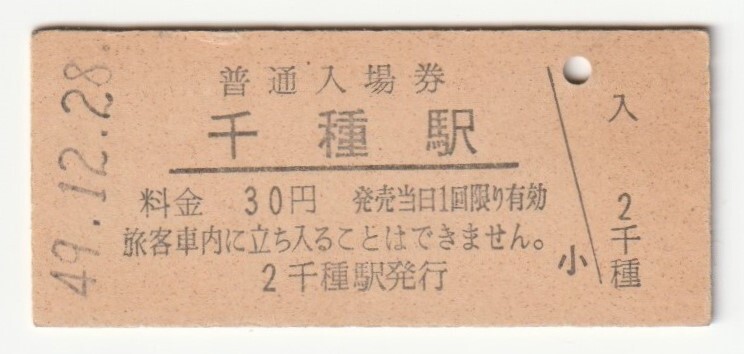 49.12.28
普通入場券
千種駅
料金 30円 発売当日1回限り有効
旅客車内に立ち入ることはできません。
2千種駅発行
小
入
2千種